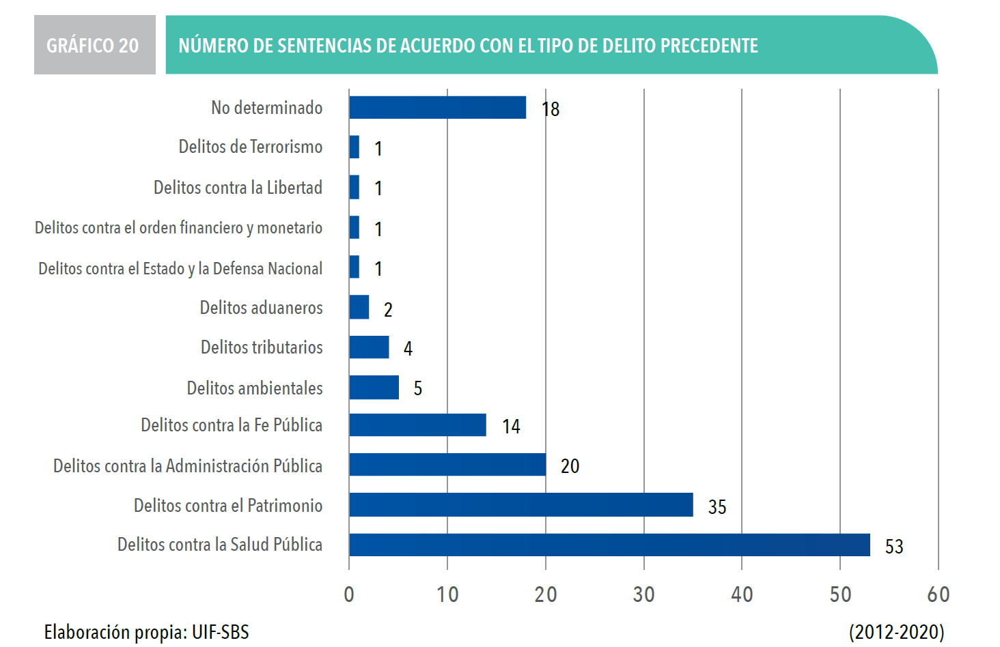 GRÁFICO 20
NÚMERO DE SENTENCIAS DE ACUERDO CON EL TIPO DE DELITO PRECEDENTE
No determinado 18
Delitos de Terrorismo 1
Delitos contra la Libertad 1
Delitos contra el orden financiero y monetario 1
Delitos contra el Estado y la Defensa Nacional 1
Delitos aduaneros 2
Delitos tributarios 4
Delitos ambientales 5
Delitos contra la Fe Pública 14
Delitos contra la Administración Pública 20
Delitos contra el Patrimonio 35
Delitos contra la Salud Pública 53
0 10 20 30 40 50 60
Elaboración propia: UIF-SBS (2012-2020)